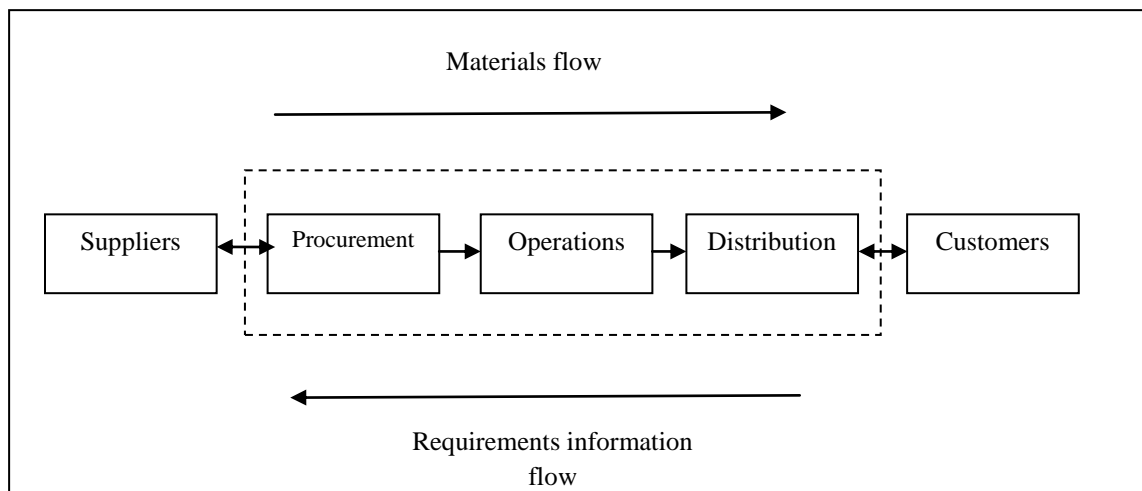 Materials flow
Suppliers
Procurement
Operations
Distribution
Customers
Requirements information
flow